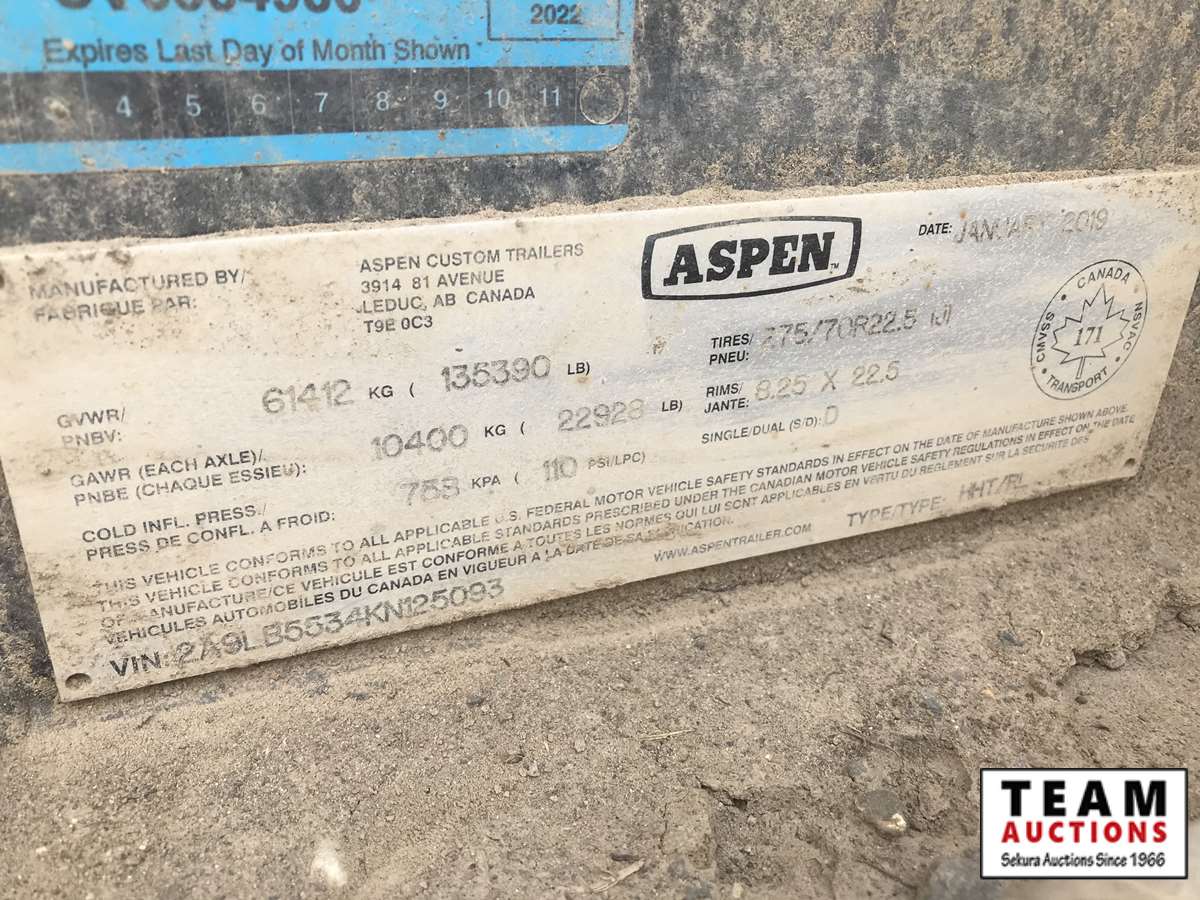 2022
Expires Last Day of Month Shown
4 5 6 7 8 9 10 11
MANUFACTURED BY/
FABRIQUE PAR:
ASPEN CUSTOM TRAILERS
3914 81 AVENUE
LEDUC, AB CANADA
T9E 0C3
ASPEN TM
DATE: JANUARY 2019
CANADA
CMVSS NSVAC
171
TRANSPORT
GVWR/
PNBV:
61412 KG ( 135390 LB)
GAWR (EACH AXLE)/
PNBE (CHAQUE ESSIEU):
10400 KG ( 22928 LB)
COLD INFL. PRESS./
PRESS DE CONFL. A FROID:
758 KPA ( 110 PSI/LPC)
TIRES/
PNEU: 275/70R22.5 (J)
RIMS/
JANTE: 8.25 X 22.5
SINGLE/DUAL (S/D): D
THIS VEHICLE CONFORMS TO ALL APPLICABLE U.S. FEDERAL MOTOR VEHICLE SAFETY STANDARDS IN EFFECT ON THE DATE OF MANUFACTURE SHOWN ABOVE
THIS VEHICLE CONFORMS TO ALL APPLICABLE STANDARDS PRESCRIBED UNDER THE CANADIAN MOTOR VEHICLE SAFETY REGULATIONS IN EFFECT ON THE DATE
OF MANUFACTURE/CE VEHICULE EST CONFORME A TOUTES LES NORMES QUI LUI SONT APPLICABLES EN VERTU DU REGLEMENT SUR LA SECURITE DES
VEHICULES AUTOMOBILES DU CANADA EN VIGUEUR A LA DATE DE SA FABRICATION.
WWW.ASPENTRAILER.COM
TYPE/TYPE:
VIN: 2A9LB5534KN125093
TEAM
AUCTIONS
Sekura Auctions Since 1966